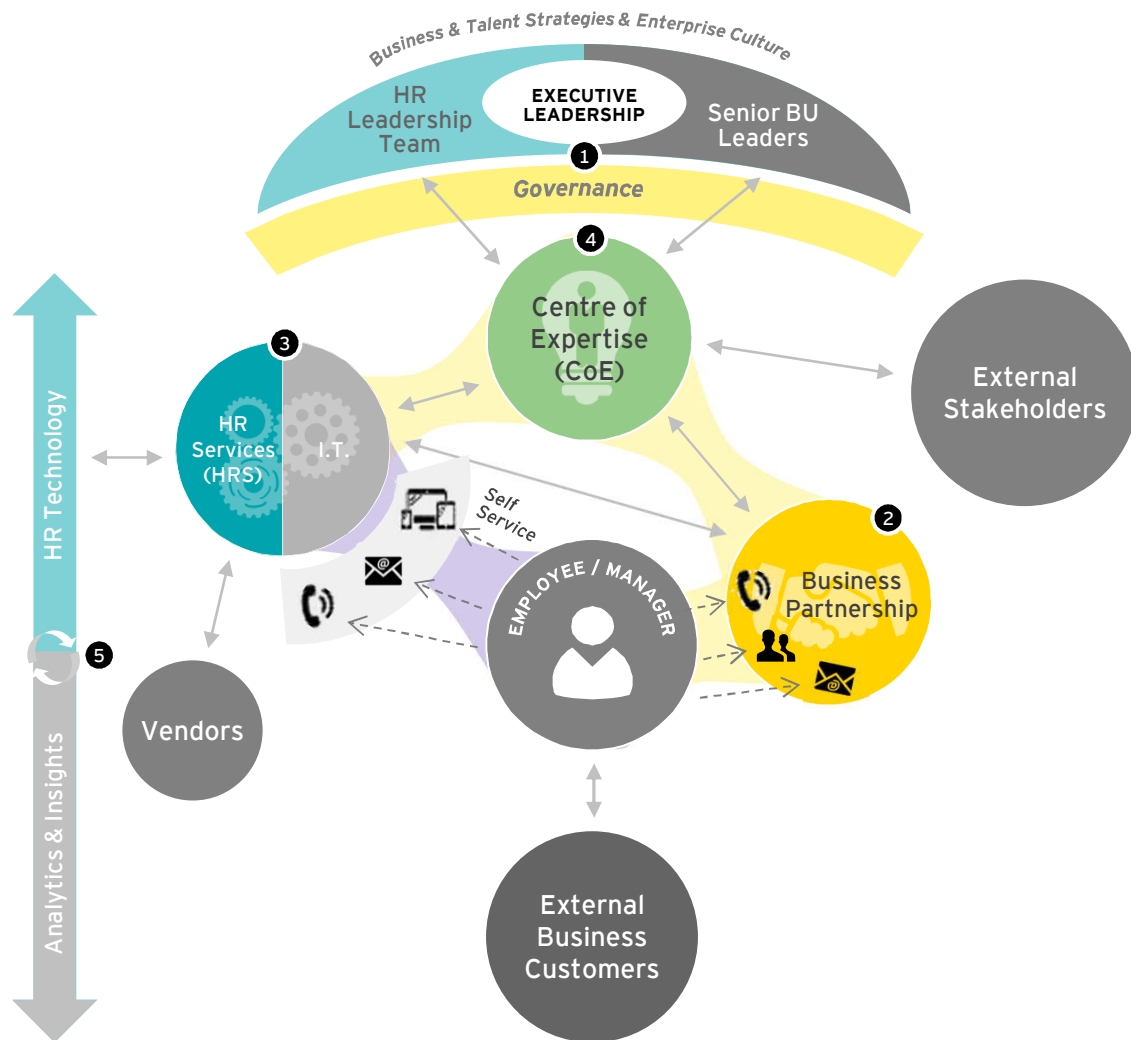 Business & Talent Strategies & Enterprise Culture
HR
Leadership
Team
EXECUTIVE
LEADERSHIP
Senior BU
Leaders
1
Governance
4
Centre of
Expertise
(CoE)
External
Stakeholders
3
HR
Services
(HRS)
I.T.
HR Technology
Self
Service
2
Business
Partnership
EMPLOYEE / MANAGER
5
Vendors
Analytics & Insights
External
Business
Customers